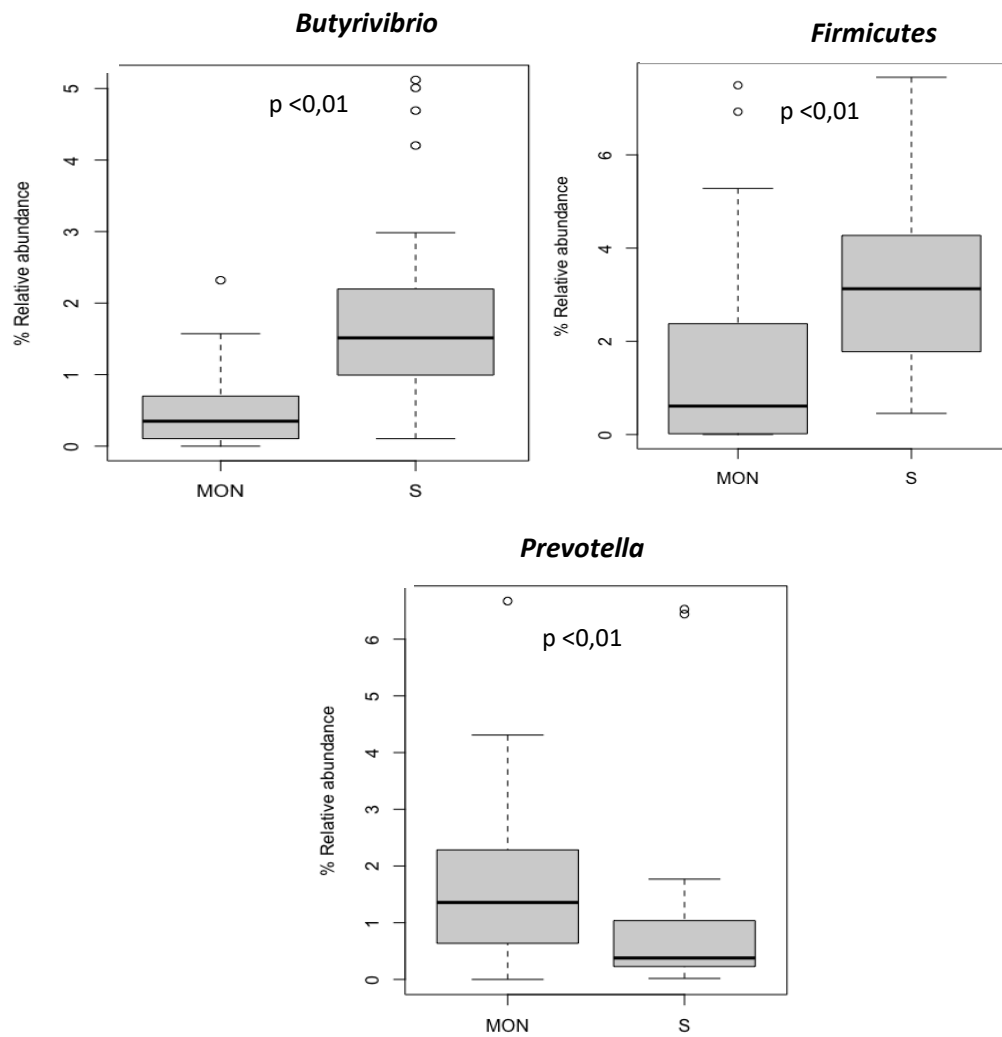 Butyrivibrio
p <0,01
% Relative abundance
5
4
3
2
1
0
MON S
Firmicutes
p <0,01
% Relative abundance
6
4
2
0
MON S
Prevotella
p <0,01
% Relative abundance
6
5
4
3
2
1
0
MON S